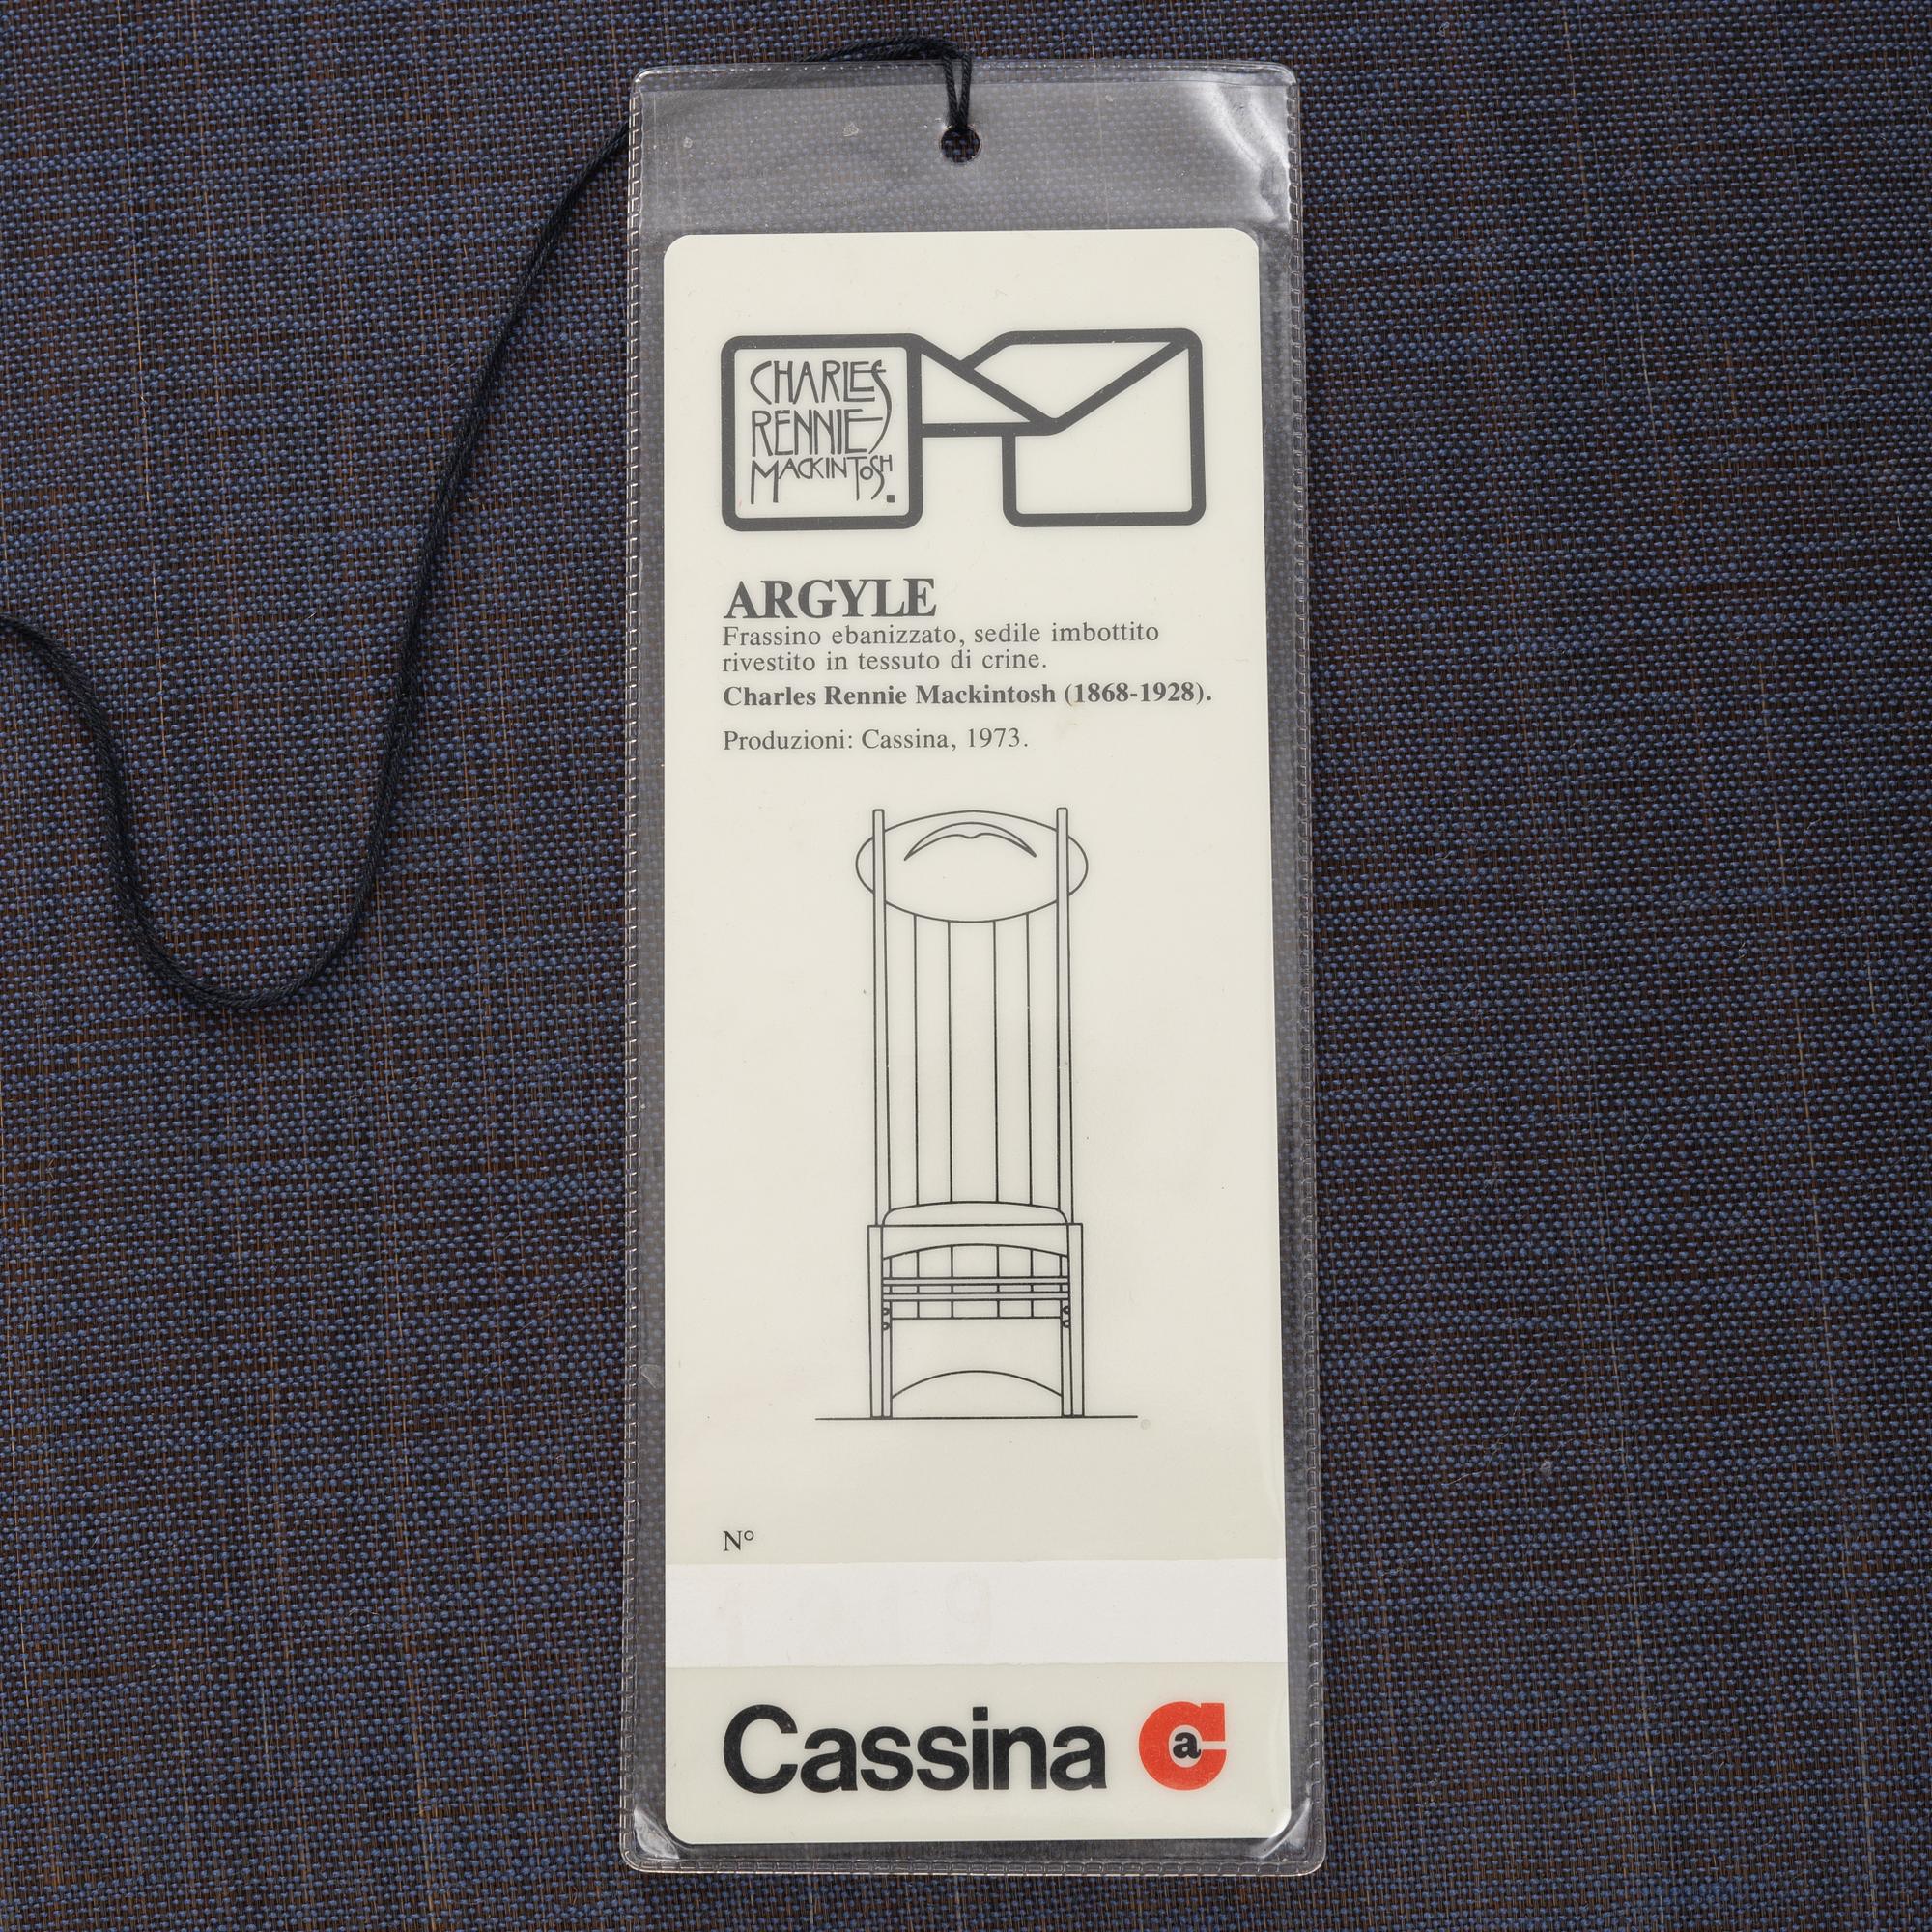 CHARLES
RENNIE
MACKINTOSH.
ARGYLE
Frassino ebanizzato, sedile imbottito
rivestito in tessuto di crine.
Charles Rennie Mackintosh (1868-1928).
Produzioni: Cassina, 1973.
N°
Cassina Ca